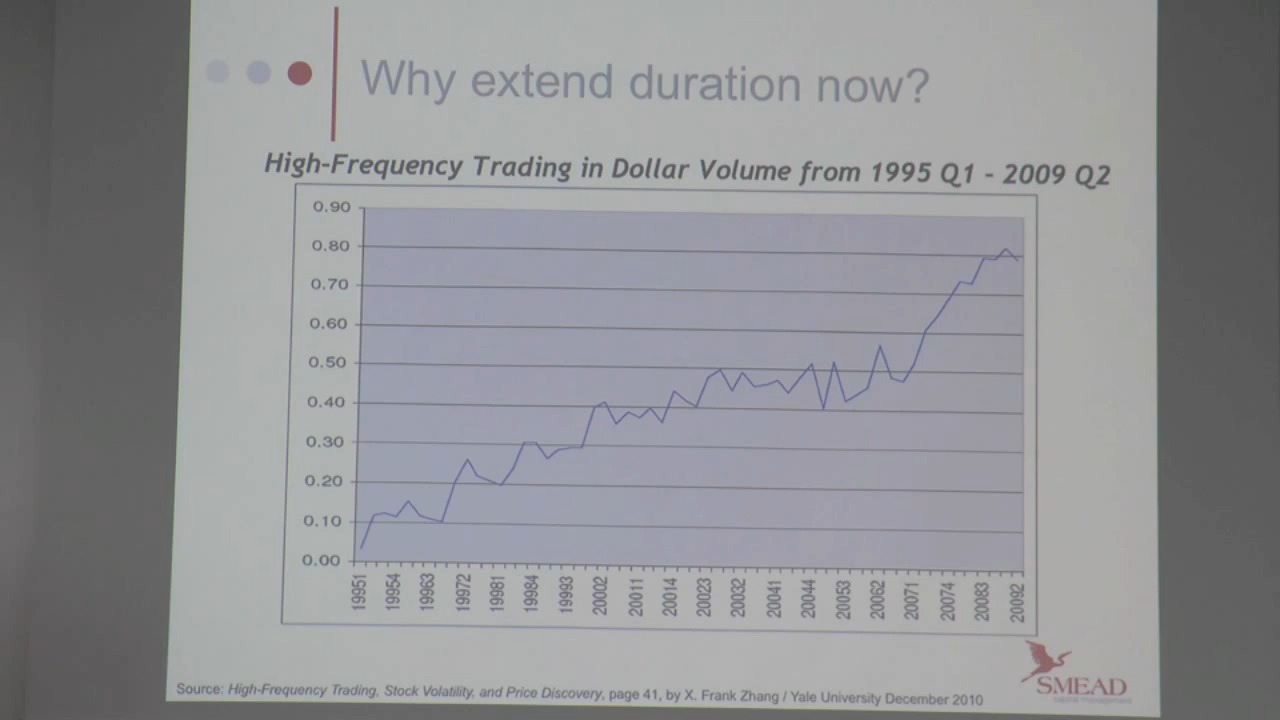 Why extend duration now?
High-Frequency Trading in Dollar Volume from 1995 Q1 - 2009 Q2
0.90
0.80
0.70
0.60
0.50
0.40
0.30
0.20
0.10
0.00
19951 19954 19963 19972 19981 19984 19993 20002 20011 20014 20023 20032 20041 20044 20053 20062 20071 20074 20083 20092
Source: High-Frequency Trading, Stock Volatility, and Price Discovery, page 41, by X. Frank Zhang / Yale University December 2010
SMEAD